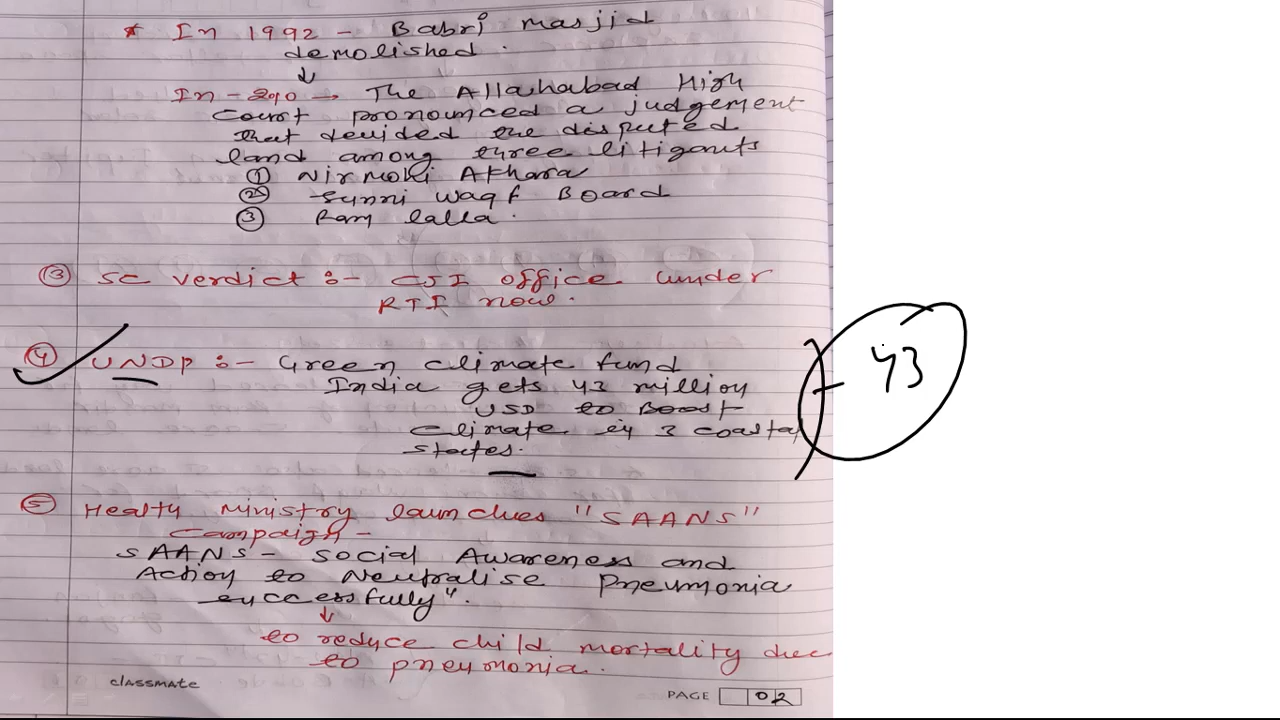 * In 1992 - Babri masjid
demolished.
↓
In - 2010 → The Allahabad High
Court pronounced a judgement
that devided the disputed
land among three litigants
① Nirmohi Akhara
② Sunni Waqf Board
③ Ram lalla.
③ SC verdict :- CJI office under
RTI now.
④ UNDP :- Green climate fund
India gets 43 million
USD to Boost
climate in 3 coastal
states.
- 43
⑤ Health Ministry launches "SAANS"
Campaign -
SAANS - Social Awareness and
Action to Neutralise Pneumonia
successfully".
↓
to reduce child mortality due
to pneumonia.
classmate
PAGE 02